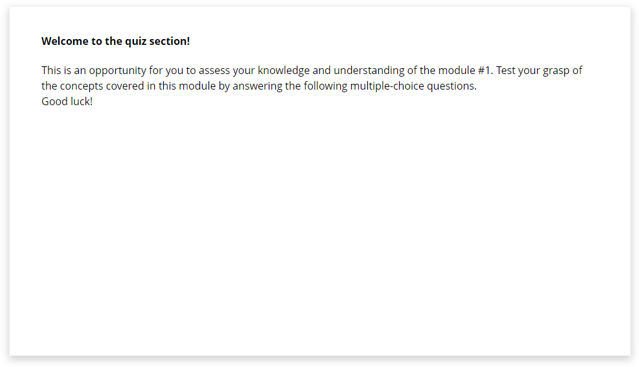 Welcome to the quiz section!
This is an opportunity for you to assess your knowledge and understanding of the module #1. Test your grasp of
the concepts covered in this module by answering the following multiple-choice questions.
Good luck!